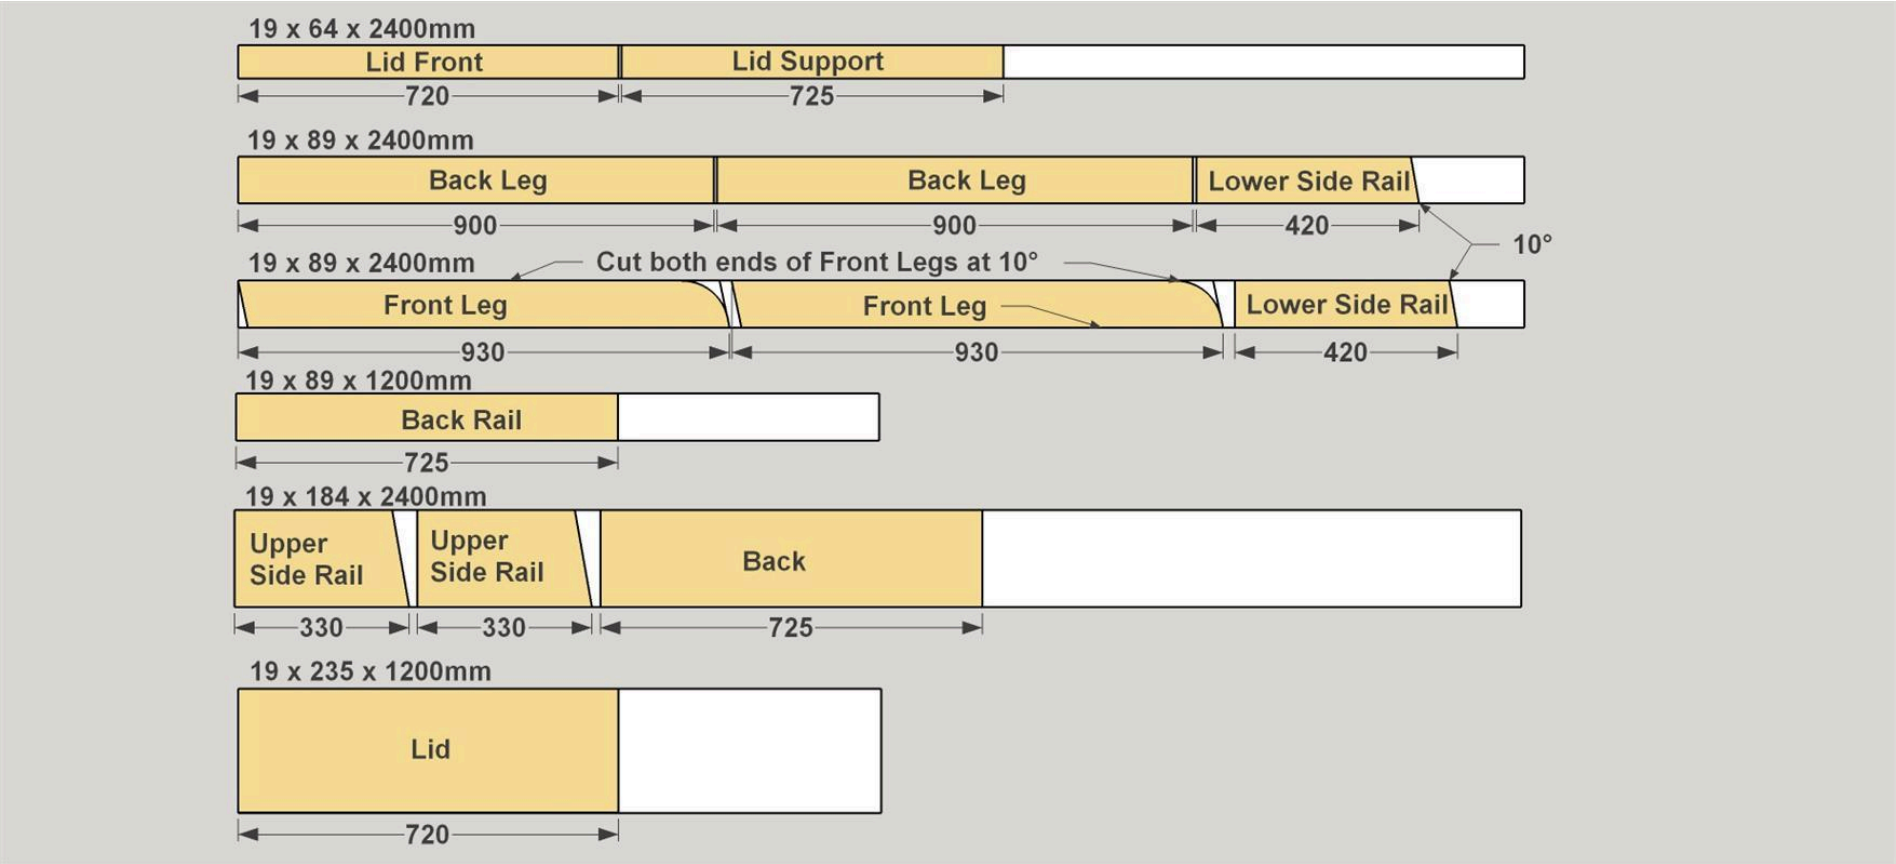 19 x 64 x 2400mm
Lid Front
Lid Support
720
725
19 x 89 x 2400mm
Back Leg
Back Leg
Lower Side Rail
900
900
420
10°
19 x 89 x 2400mm
Cut both ends of Front Legs at 10°
Front Leg
Front Leg
Lower Side Rail
930
930
420
19 x 89 x 1200mm
Back Rail
725
19 x 184 x 2400mm
Upper
Side Rail
Upper
Side Rail
Back
330
330
725
19 x 235 x 1200mm
Lid
720